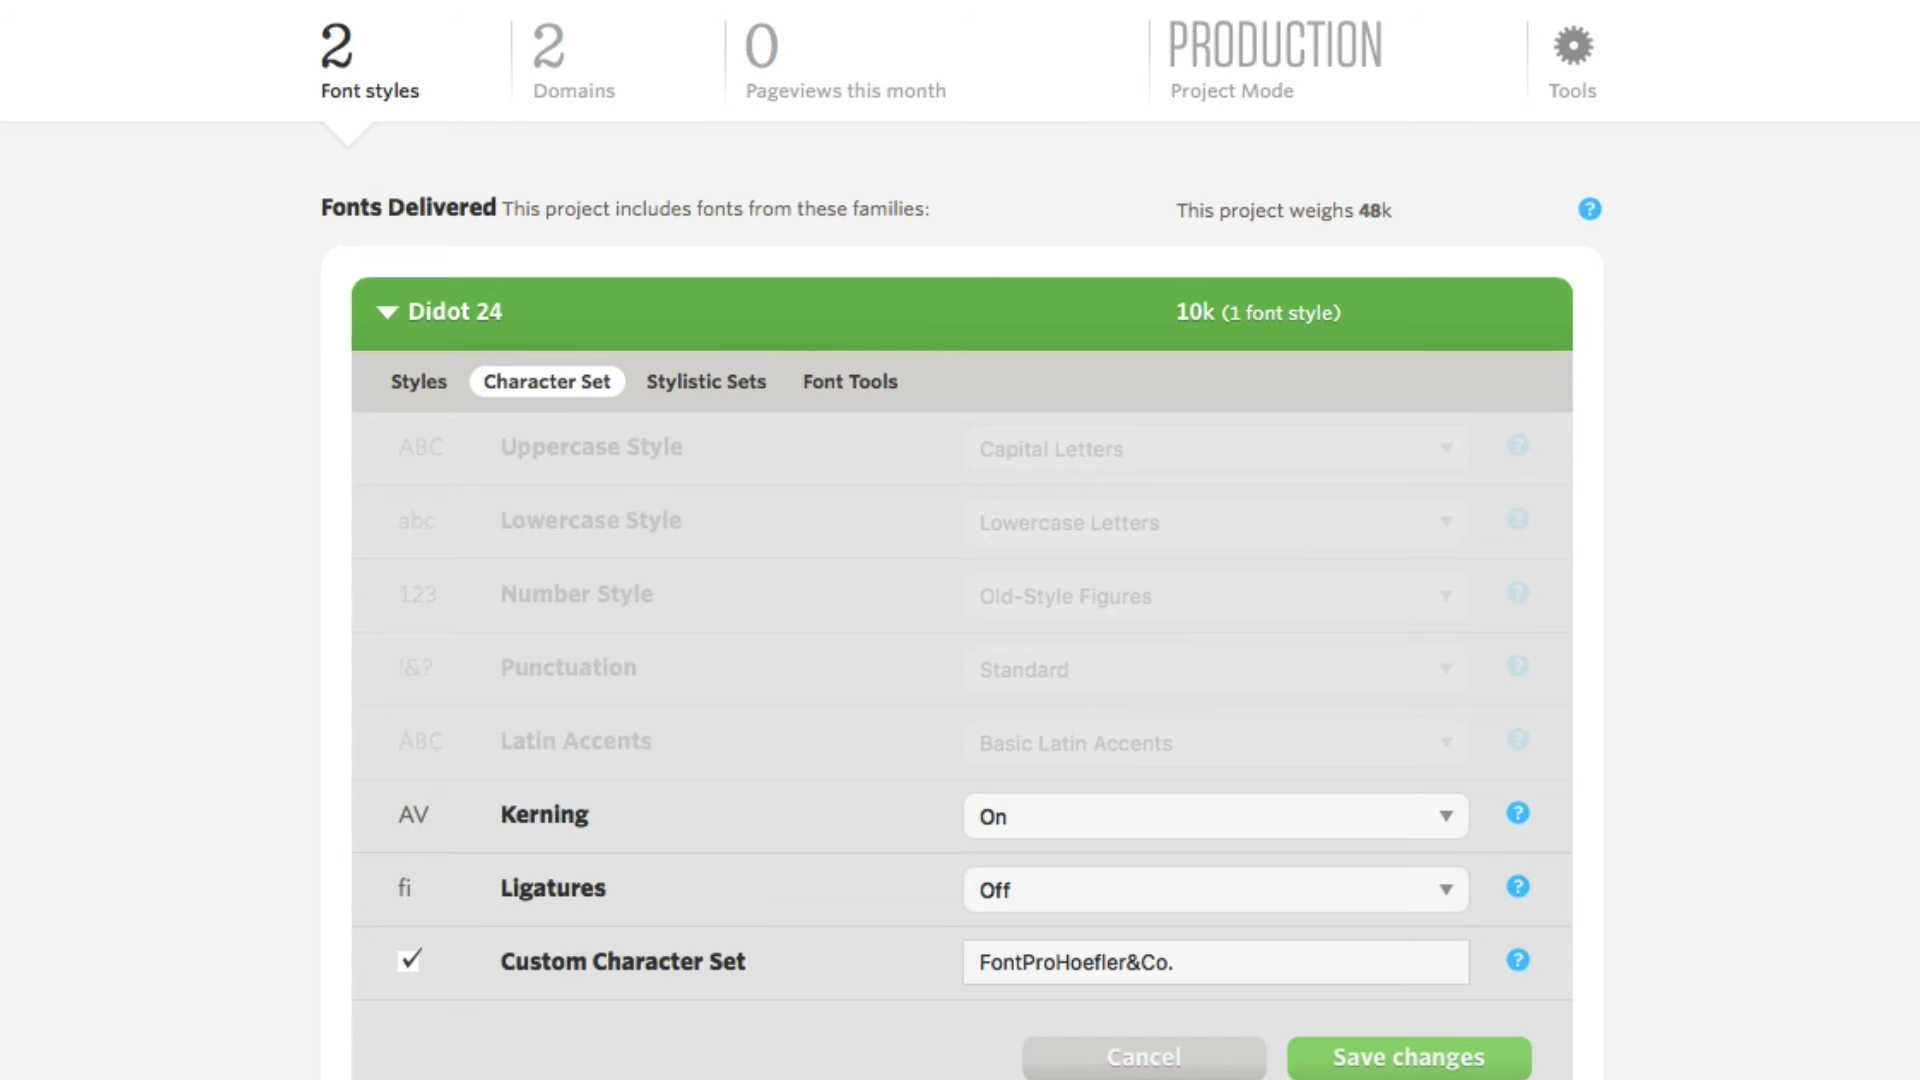 2 2 0 PRODUCTION
Font styles Domains Pageviews this month Project Mode Tools
Fonts Delivered This project includes fonts from these families: This project weighs 48k ?
Didot 24 10k (1 font style)
Styles Character Set Stylistic Sets Font Tools
ABC Uppercase Style Capital Letters ?
abc Lowercase Style Lowercase Letters ?
123 Number Style Old-Style Figures ?
!&? Punctuation Standard ?
ÀBÇ Latin Accents Basic Latin Accents ?
AV Kerning On ?
fi Ligatures Off ?
Custom Character Set FontProHoefler&Co. ?
Cancel Save changes